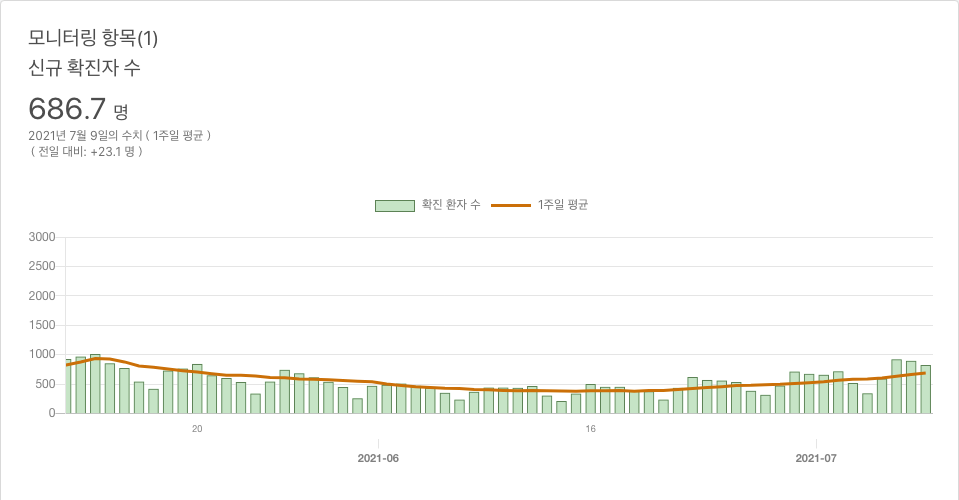 모니터링 항목(1)
신규 확진자 수
686.7 명
2021년 7월 9일의 수치 ( 1주일 평균 )
( 전일 대비: +23.1 명 )
확진 환자 수 1주일 평균
3000
2500
2000
1500
1000
500
0
20 16
2021-06 2021-07